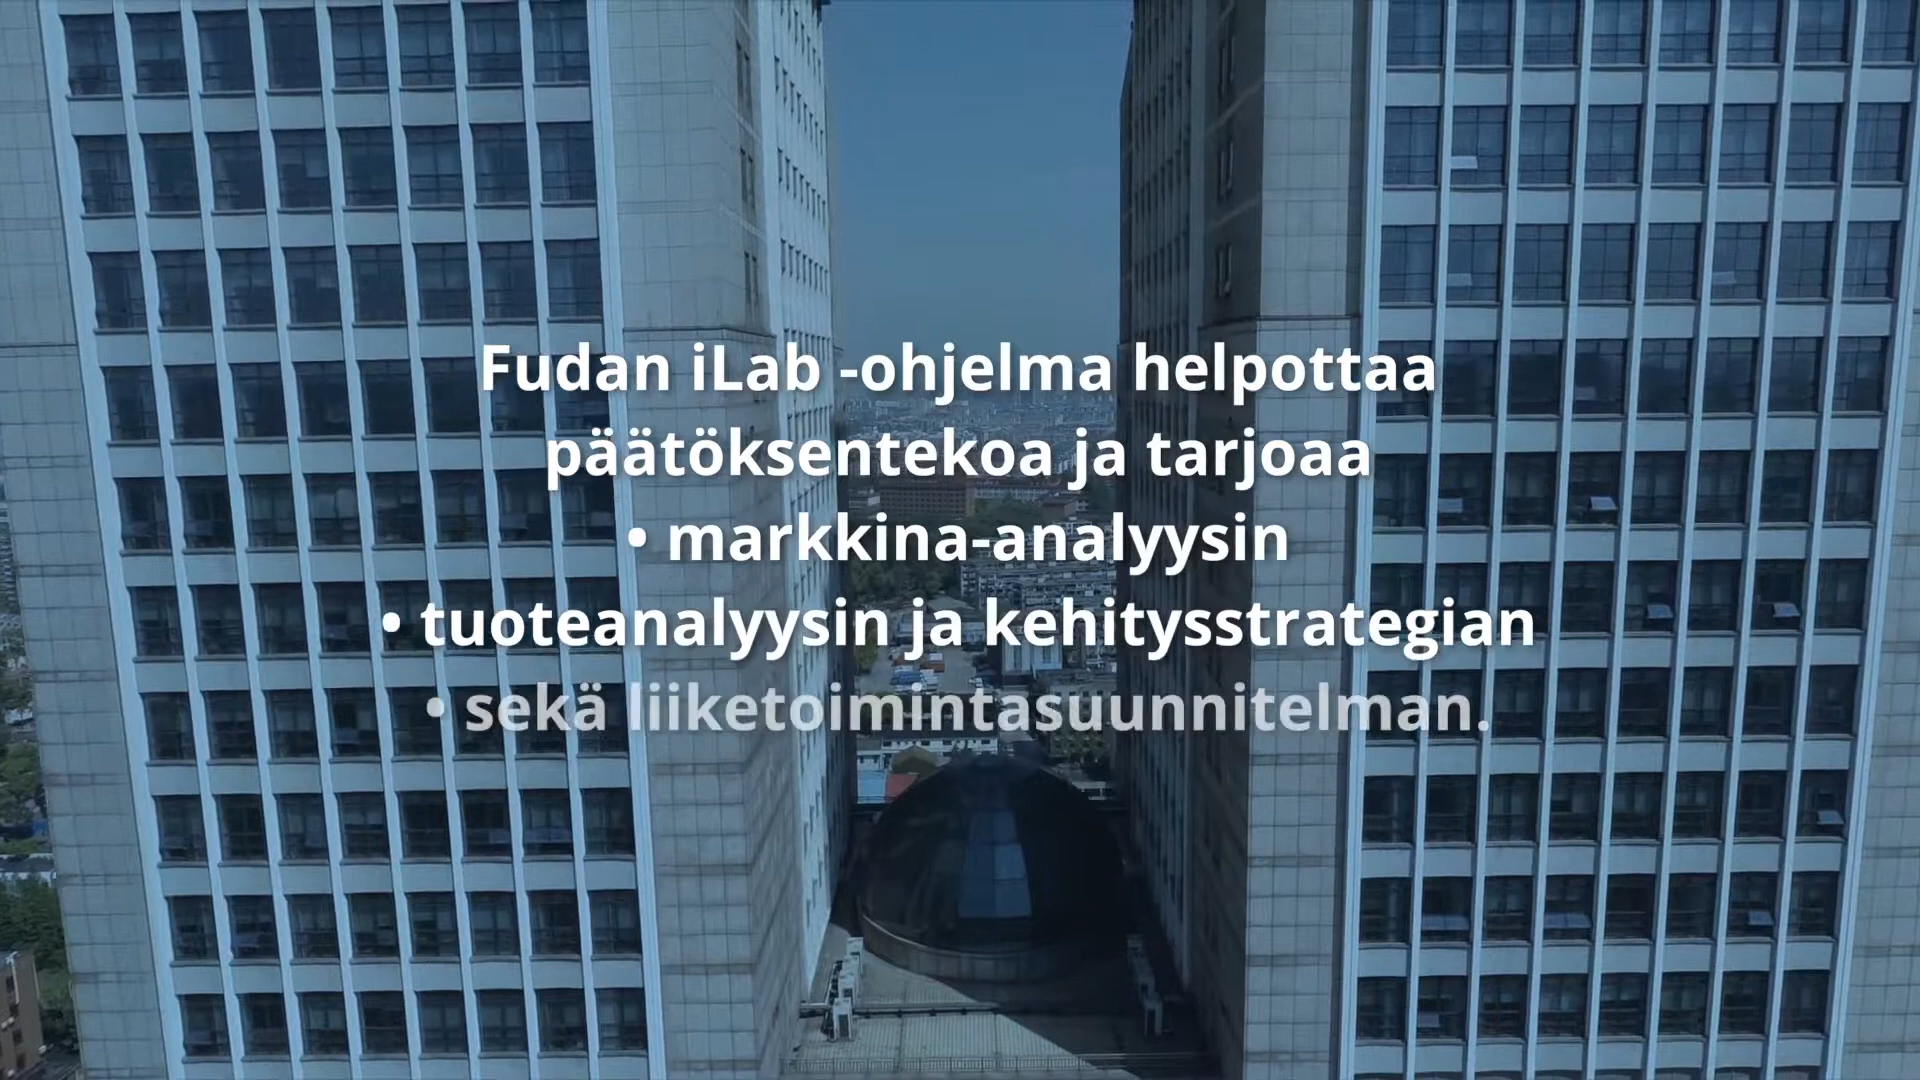 Fudan iLab -ohjelma helpottaa
päätöksentekoa ja tarjoaa
• markkina-analyysin
• tuoteanalyysin ja kehitysstrategian
• sekä liiketoimintasuunnitelman.